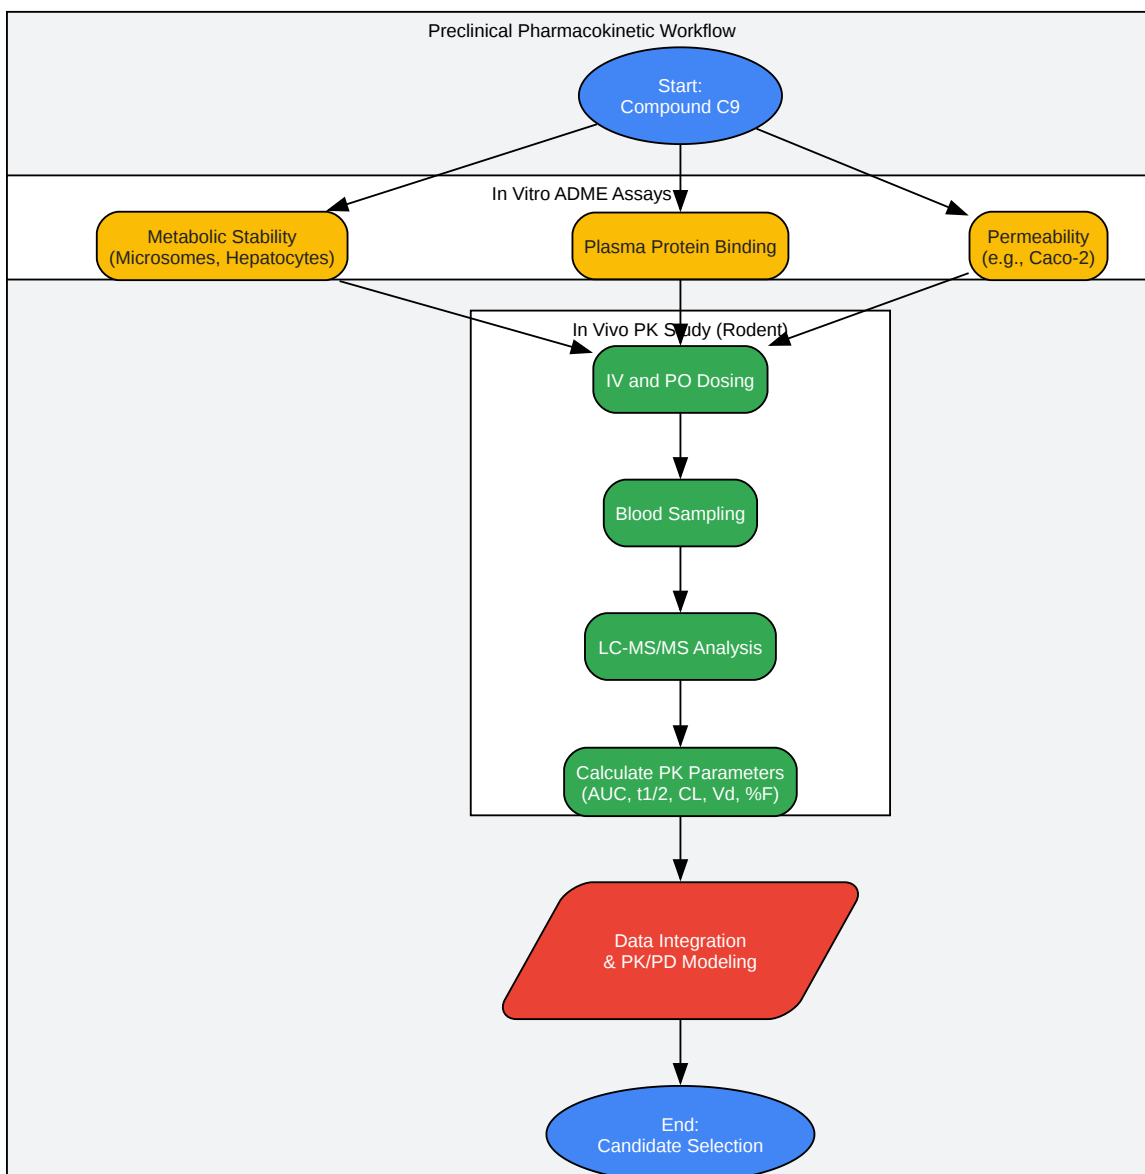 Preclinical Pharmacokinetic Workflow
Start:
Compound C9
In Vitro ADME Assays
Metabolic Stability
(Microsomes, Hepatocytes)
Plasma Protein Binding
Permeability
(e.g., Caco-2)
In Vivo PK Study (Rodent)
IV and PO Dosing
Blood Sampling
LC-MS/MS Analysis
Calculate PK Parameters
(AUC, t1/2, CL, Vd, %F)
Data Integration
& PK/PD Modeling
End:
Candidate Selection